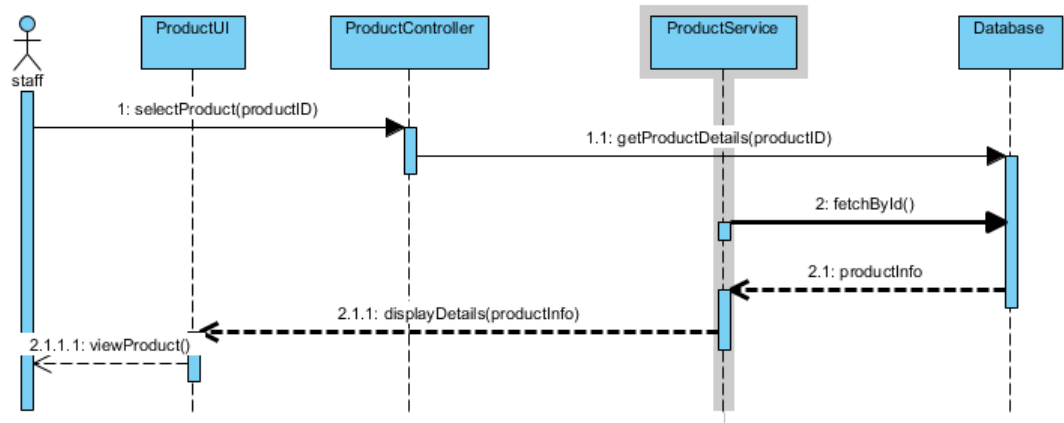 ProductUI
ProductController
ProductService
Database
staff
1: selectProduct(productID)
1.1: getProductDetails(productID)
2: fetchById()
2.1: productInfo
2.1.1: displayDetails(productInfo)
2.1.1.1: viewProduct()